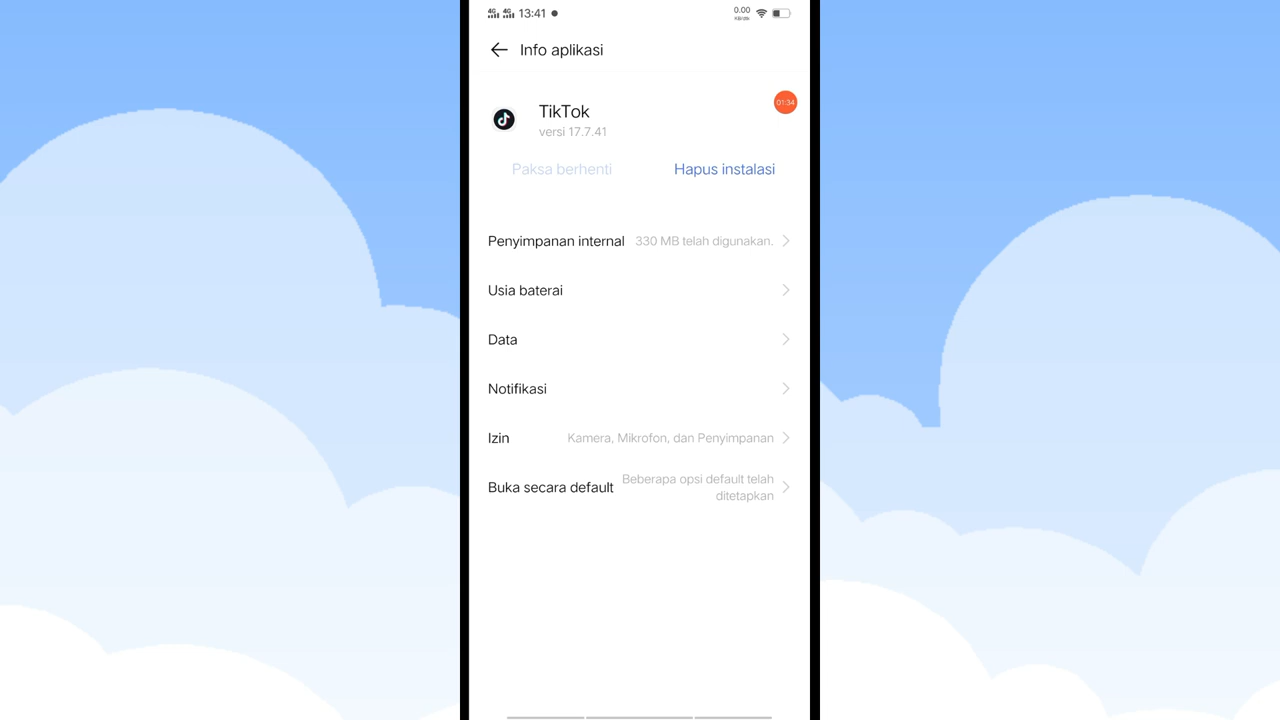 4G 4G 13:41 0.00
KB/dtk
Info aplikasi
TikTok
01:34
versi 17.7.41
Paksa berhenti Hapus instalasi
Penyimpanan internal 330 MB telah digunakan.
Usia baterai
Data
Notifikasi
Izin Kamera, Mikrofon, dan Penyimpanan
Buka secara default Beberapa opsi default telah
ditetapkan